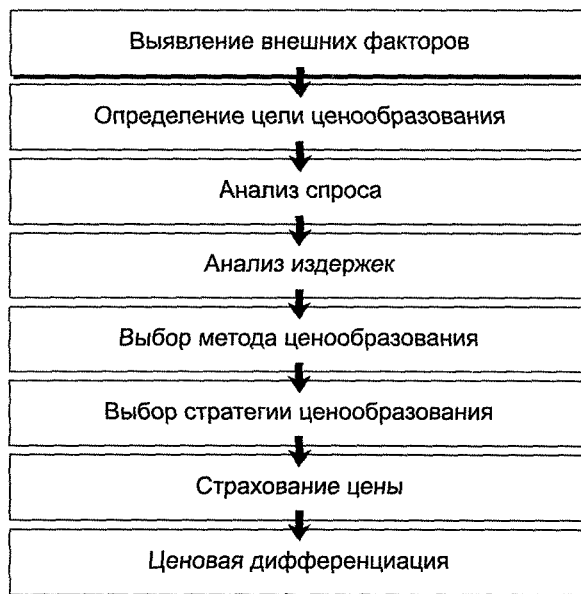 Выявление внешних факторов
Определение цели ценообразования
Анализ спроса
Анализ издержек
Выбор метода ценообразования
Выбор стратегии ценообразования
Страхование цены
Ценовая дифференциация